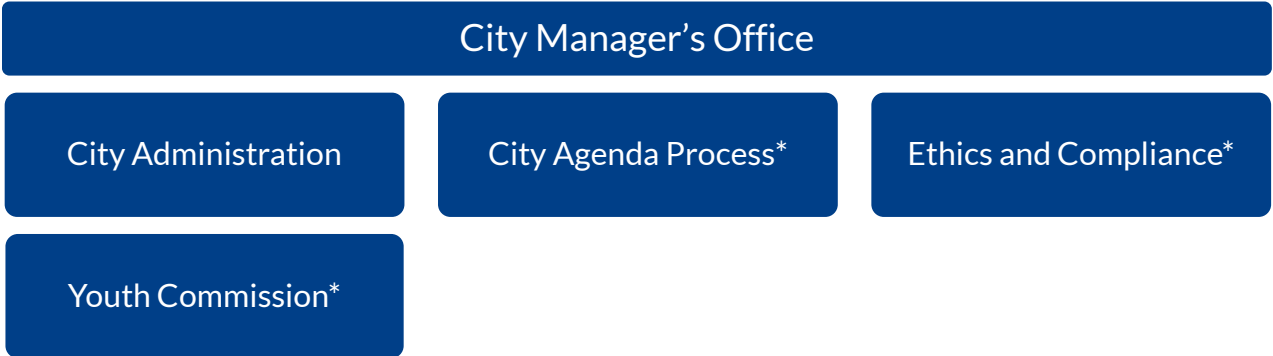 City Manager’s Office
City Administration
City Agenda Process*
Ethics and Compliance*
Youth Commission*